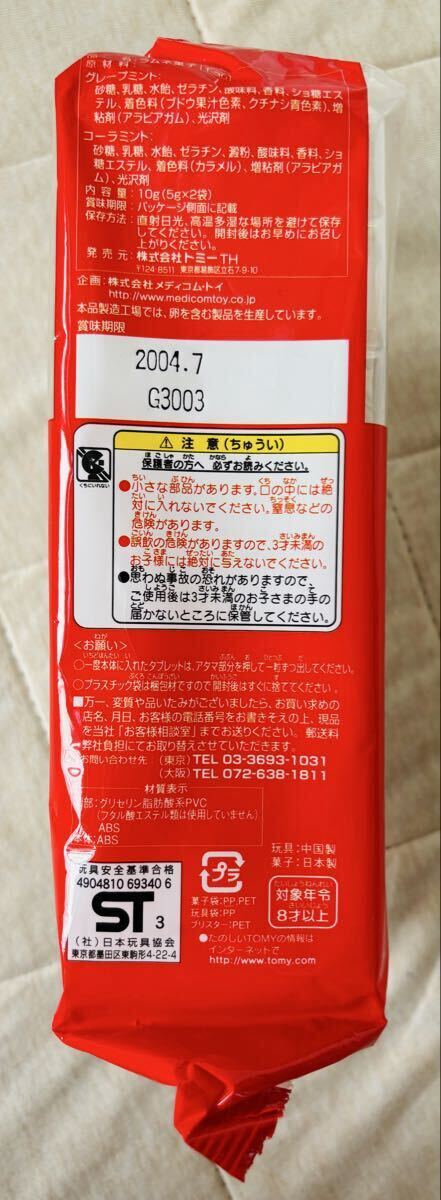 原材料：ラムネ菓子
グレープミント：
砂糖、乳糖、水飴、ゼラチン、酸味料、香料、ショ糖エス
テル、着色料(ブドウ果汁色素、クチナシ青色素)、増
粘剤(アラビアガム)、光沢剤
コーラミント：
砂糖、乳糖、水飴、ゼラチン、澱粉、酸味料、香料、ショ
糖エステル、着色料(カラメル)、増粘剤(アラビアガ
ム)、光沢剤
内容量：10g(5g×2袋)
賞味期限：パッケージ側面に記載
保存方法：直射日光、高温多湿な場所を避けて保存
してください。開封後はお早めにお召し
上がりください。
発売元：株式会社トミーTH
〒124-8511 東京都葛飾区立石7-9-10
企画：株式会社メディコム・トイ
http://www.medicomtoy.co.jp
本品製造工場では、卵を含む製品を生産しています。
賞味期限
2004.7
G3003
くちにいれない
⚠ 注意(ちゅうい)
保護者の方へ 必ずお読みください。
●小さな部品があります。口の中には絶
対に入れないでください。窒息などの
危険があります。
●誤飲の危険がありますので、3才未満の
お子様には絶対に与えないでください。
●思わぬ事故の恐れがありますので、
ご使用後は3才未満のお子さまの手の
届かないところに保管してください。
<お願い>
○一度本体に入れたタブレットは、アタマ部分を押して一粒ずつ出してください。
○プラスチック袋は梱包材ですので開封後はすぐに捨ててください。
■万一、変質や品いたみがございましたら、お買い求めの
店名、月日、お客様の電話番号をお書きそえの上、現品
を当社「お客様相談室」までお送りください。郵送料
弊社負担にてお取り替えさせていただきます。
お問い合わせ先：(東京)TEL 03-3693-1031
(大阪)TEL 072-638-1811
材質表示
部：グリセリン脂肪酸系PVC
(フタル酸エステル類は使用していません)
ABS
：ABS
玩具安全基準合格
4904810 69340 6
ST 3
(社)日本玩具協会
東京都墨田区東駒形4-22-4
プラ
菓子袋：PP,PET
玩具袋：PP
ブリスター：PET
玩具：中国製
菓子：日本製
たいしょうねんれい
対象年令
さいいじょう
8才以上
●たのしいTOMYの情報は
インターネットで
http://www.tomy.com